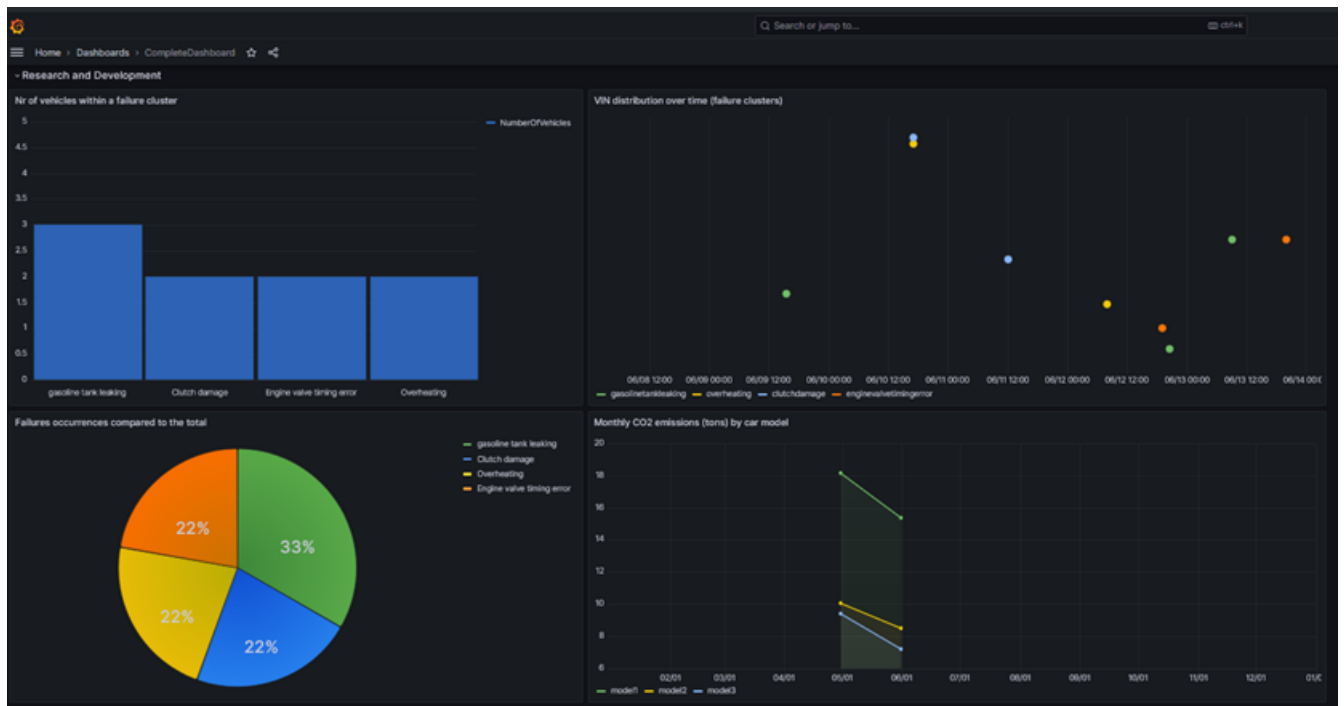 Search or jump to...
ctrl+k
Home › Dashboards › CompleteDashboard
Research and Development
Nr of vehicles within a failure cluster
5
4.5
4
3.5
3
2.5
2
1.5
1
0.5
0
NumberOfVehicles
gasoline tank leaking
Clutch damage
Engine valve timing error
Overheating
VIN distribution over time (failure clusters)
06/08 12:00 06/09 00:00 06/09 12:00 06/10 00:00 06/10 12:00 06/11 00:00 06/11 12:00 06/12 00:00 06/12 12:00 06/13 00:00 06/13 12:00 06/14 00:0
gasolinetankleaking overheating clutchdamage enginevalvetimingerror
Failures occurrences compared to the total
22%
33%
22%
22%
gasoline tank leaking
Clutch damage
Overheating
Engine valve timing error
Monthly CO2 emissions (tons) by car model
20
18
16
14
12
10
8
6
02/01 03/01 04/01 05/01 06/01 07/01 08/01 09/01 10/01 11/01 12/01 01/0
model1 model2 model3